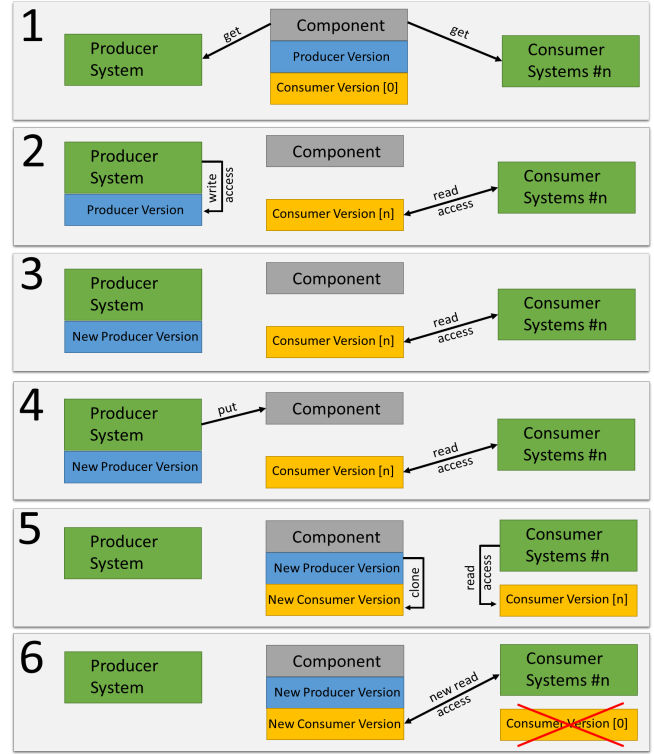 1
Producer
System
get
Component
Producer Version
Consumer Version [0]
get
Consumer
Systems #n
2
Producer
System
Producer Version
write
access
Component
Consumer Version [n]
read
access
Consumer
Systems #n
3
Producer
System
New Producer Version
Component
Consumer Version [n]
read
access
Consumer
Systems #n
4
Producer
System
New Producer Version
put
Component
Consumer Version [n]
read
access
Consumer
Systems #n
5
Producer
System
Component
New Producer Version
New Consumer Version
clone
read
access
Consumer
Systems #n
Consumer Version [n]
6
Producer
System
Component
New Producer Version
New Consumer Version
new read
access
Consumer
Systems #n
Consumer Version [0]